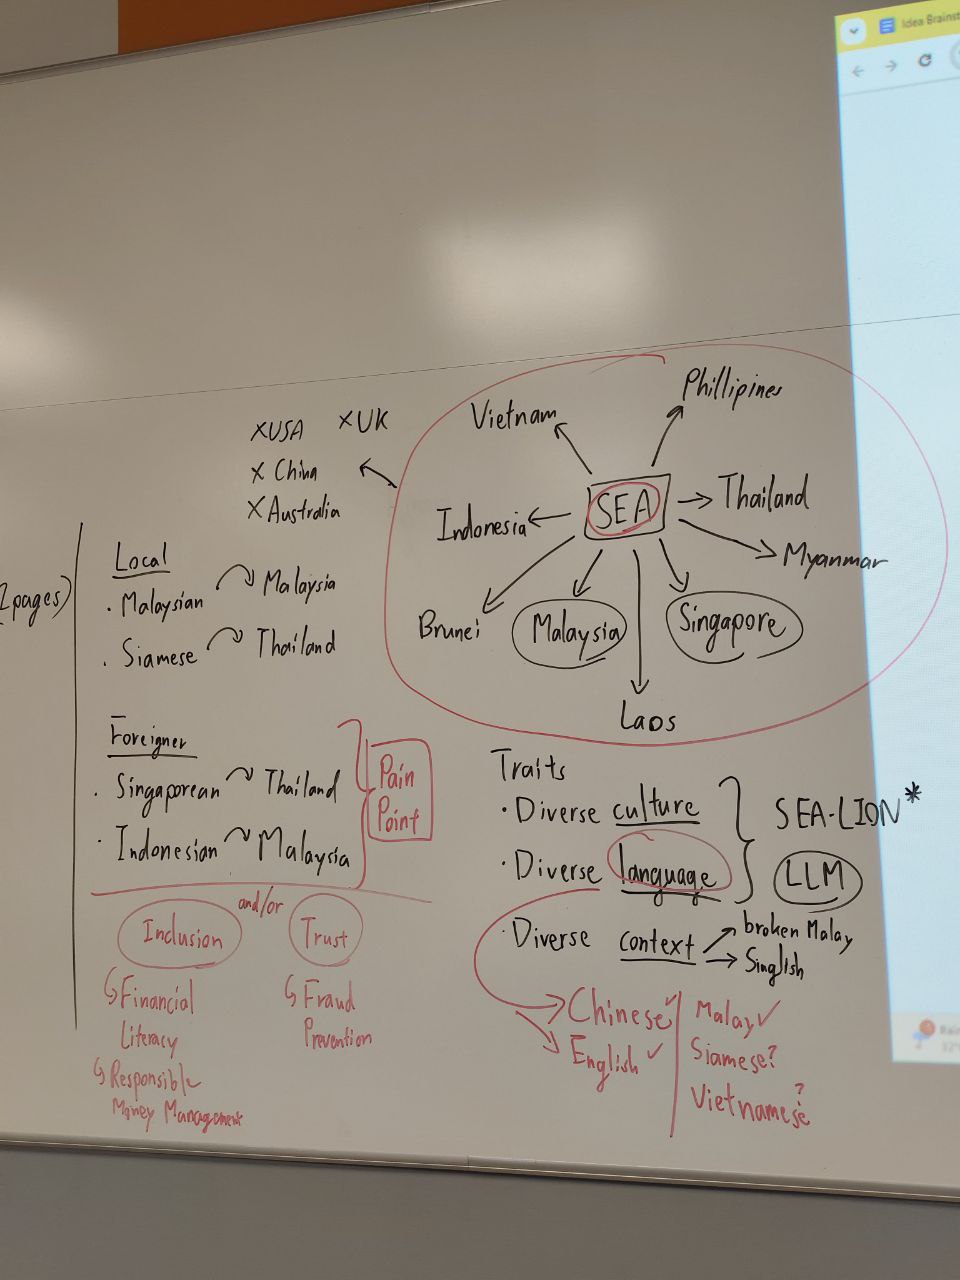 Idea Brainst
XUSA XUK
X China
X Australia
Vietnam
Phillipines
SEA
Thailand
Indonesia
Myanmar
Brunei
Malaysia
Singapore
Laos
2 pages)
Local
· Malaysian Malaysia
· Siamese Thailand
Foreigner
· Singaporean Thailand
· Indonesian Malaysia
Pain
Point
and/or
Inclusion
Trust
Financial
Literacy
Responsible
Money Management
Fraud
Prevention
Traits
· Diverse culture
· Diverse language
· Diverse context
SEA-LION*
LLM
broken Malay
Singlish
Chinese ✓
English ✓
Malay ✓
Siamese?
Vietnamese?